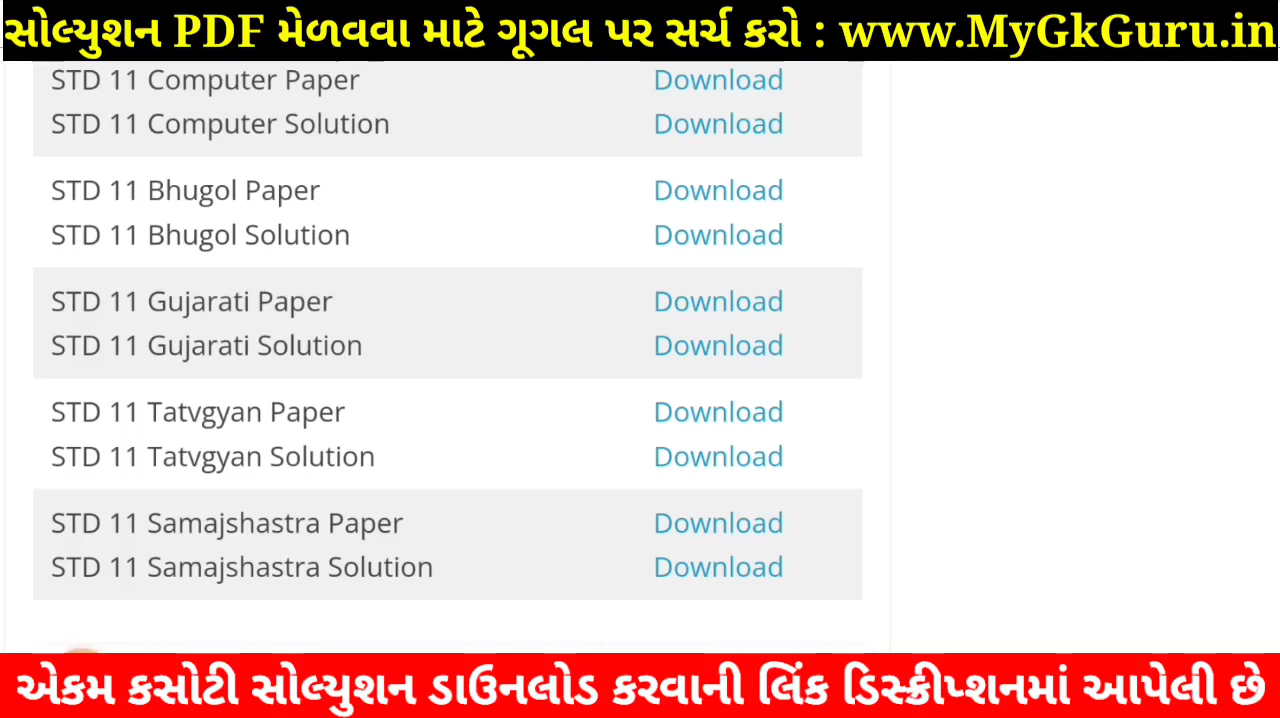 સોલ્યુશન PDF મેળવવા માટે ગૂગલ પર સર્ચ કરો : www.MyGkGuru.in
STD 11 Computer Paper Download
STD 11 Computer Solution Download
STD 11 Bhugol Paper Download
STD 11 Bhugol Solution Download
STD 11 Gujarati Paper Download
STD 11 Gujarati Solution Download
STD 11 Tatvgyan Paper Download
STD 11 Tatvgyan Solution Download
STD 11 Samajshastra Paper Download
STD 11 Samajshastra Solution Download
એકમ કસોટી સોલ્યુશન ડાઉનલોડ કરવાની લિંક ડિસ્ક્રીપ્શનમાં આપેલી છે